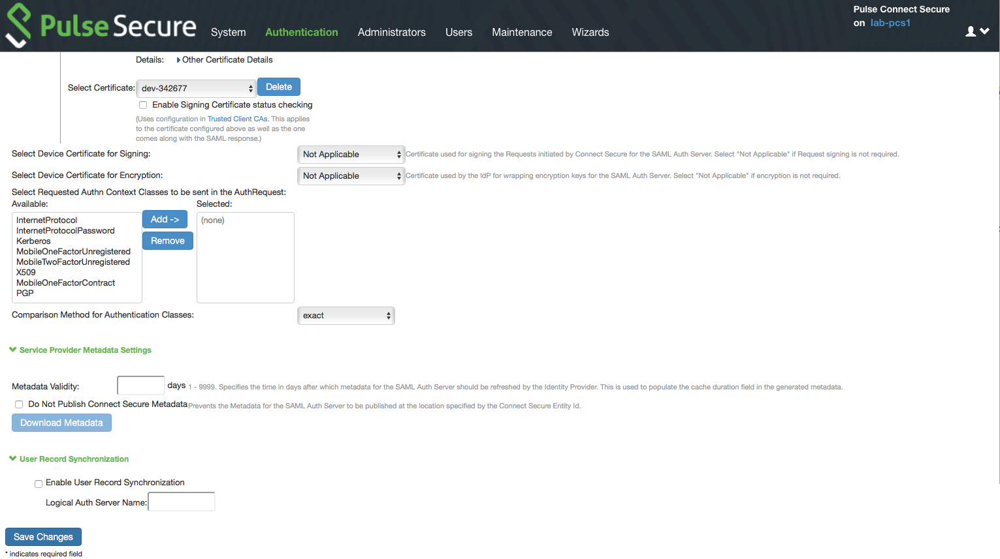 Pulse Secure
System
Authentication
Administrators
Users
Maintenance
Wizards
Pulse Connect Secure
on lab-pcs1
Details: Other Certificate Details
Select Certificate: dev-342677 Delete
Enable Signing Certificate status checking
(Uses configuration in Trusted Client CAs. This applies
to the certificate configured above as well as the one
comes along with the SAML response.)
Select Device Certificate for Signing: Not Applicable Certificate used for signing the Requests initiated by Connect Secure for the SAML Auth Server. Select "Not Applicable" if Request signing is not required.
Select Device Certificate for Encryption: Not Applicable Certificate used by the IdP for wrapping encryption keys for the SAML Auth Server. Select "Not Applicable" if encryption is not required.
Select Requested Authn Context Classes to be sent in the AuthRequest:
Available: Selected:
InternetProtocol
InternetProtocolPassword
Kerberos
MobileOneFactorUnregistered
MobileTwoFactorUnregistered
X509
MobileOneFactorContract
PGP
Add ->
Remove
(none)
Comparison Method for Authentication Classes: exact
Service Provider Metadata Settings
Metadata Validity: days 1 - 9999. Specifies the time in days after which metadata for the SAML Auth Server should be refreshed by the Identity Provider. This is used to populate the cache duration field in the generated metadata.
Do Not Publish Connect Secure Metadata Prevents the Metadata for the SAML Auth Server to be published at the location specified by the Connect Secure Entity Id.
Download Metadata
User Record Synchronization
Enable User Record Synchronization
Logical Auth Server Name:
Save Changes
* indicates required field